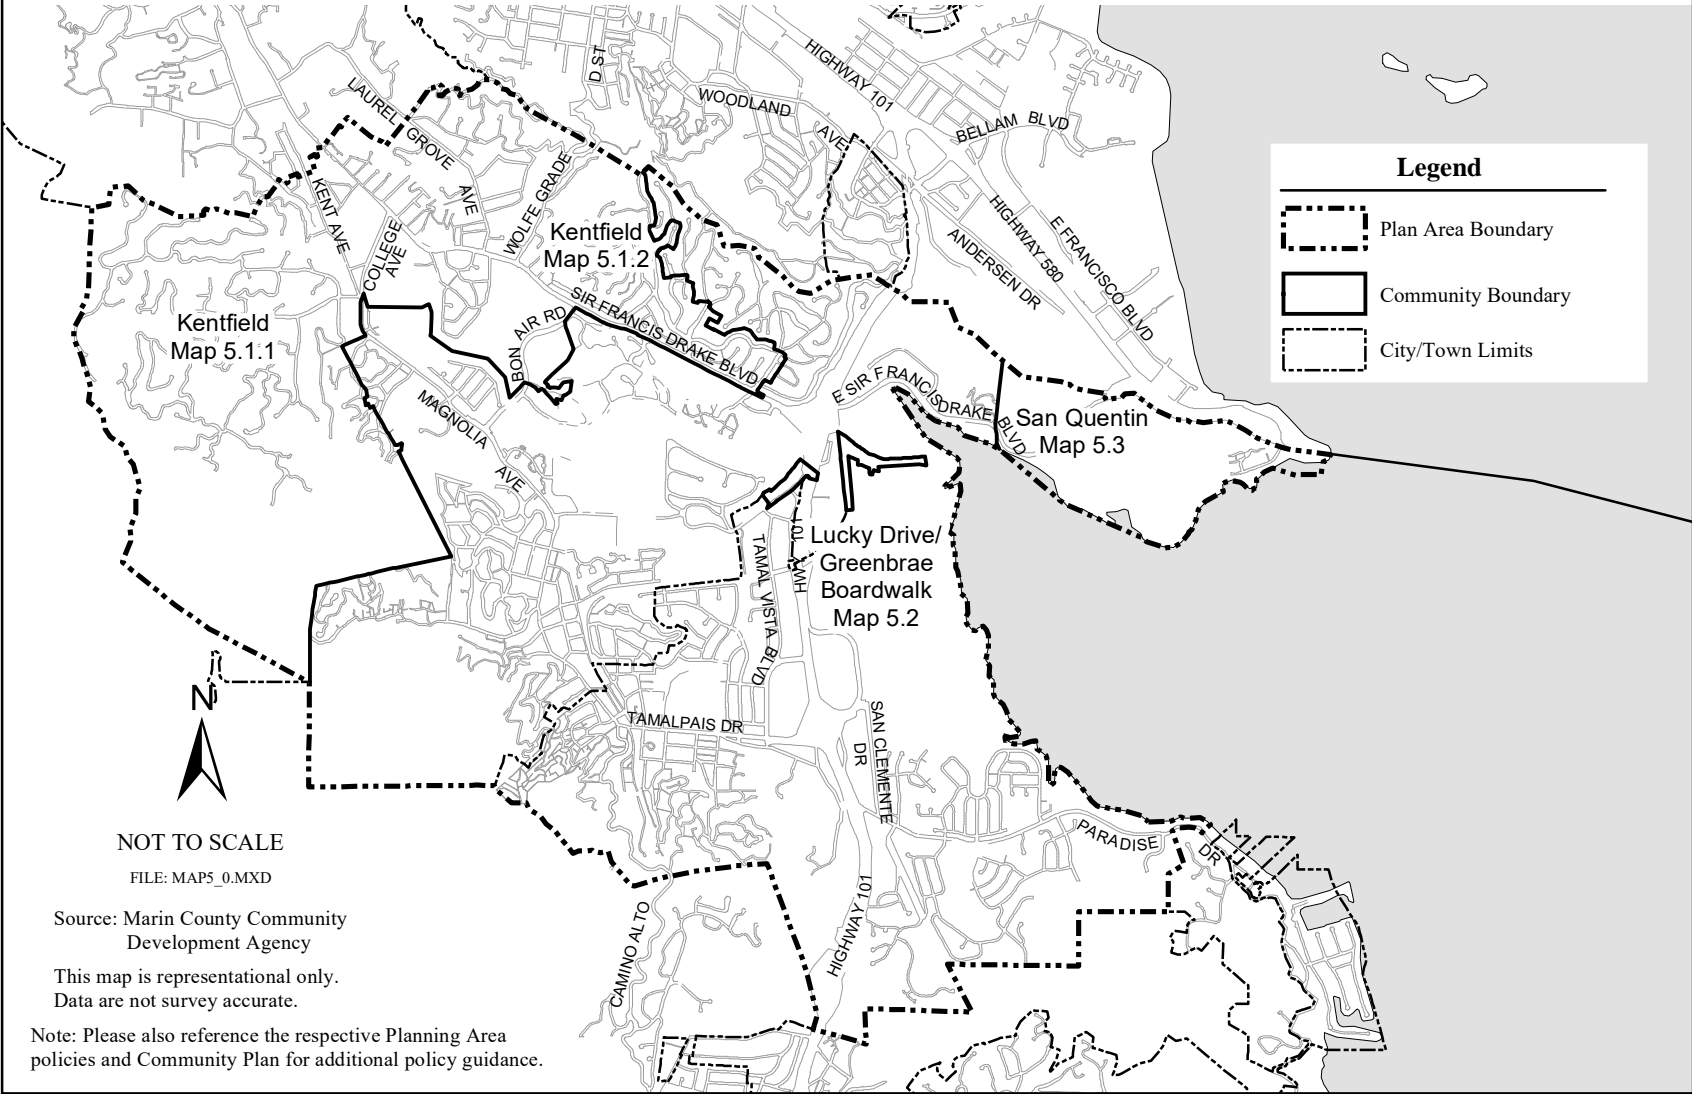 HIGHWAY 101
D ST
LAUREL GROVE AVE
WOODLAND AVE
BELLAM BLVD
Legend
Plan Area Boundary
Community Boundary
City/Town Limits
KENT AVE
COLLEGE AVE
WOLFE GRADE
Kentfield
Map 5.1.2
HIGHWAY 580
E FRANCISCO BLVD
ANDERSEN DR
Kentfield
Map 5.1.1
BON AIR RD
SIR FRANCIS DRAKE BLVD
E SIR FRANCIS DRAKE BLVD
San Quentin
Map 5.3
MAGNOLIA AVE
HWY 101
TAMAL VISTA BLVD
Lucky Drive/
Greenbrae
Boardwalk
Map 5.2
N
TAMALPAIS DR
SAN CLEMENTE DR
PARADISE DR
HIGHWAY 101
CAMINO ALTO
NOT TO SCALE
FILE: MAP5_0.MXD
Source: Marin County Community
Development Agency
This map is representational only.
Data are not survey accurate.
Note: Please also reference the respective Planning Area
policies and Community Plan for additional policy guidance.